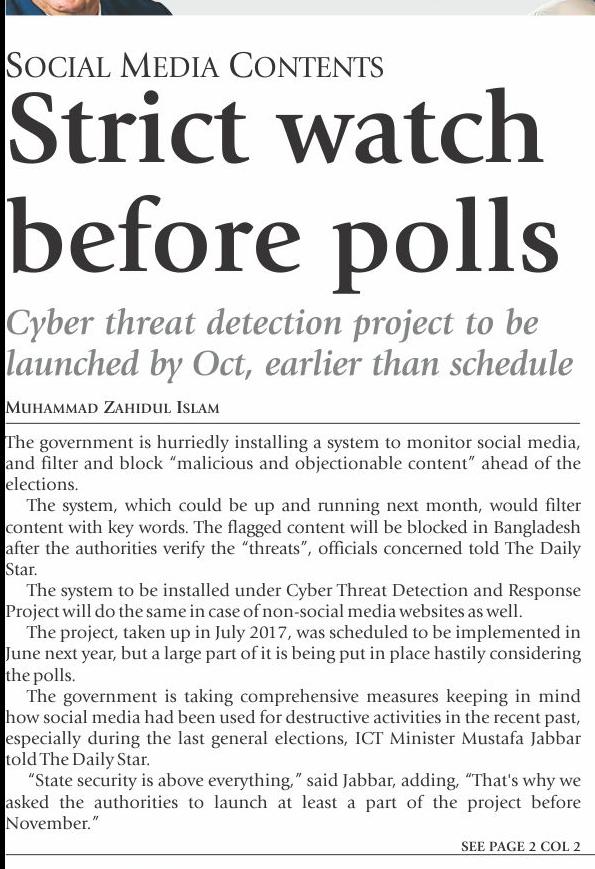 SOCIAL MEDIA CONTENTS
Strict watch
before polls
Cyber threat detection project to be
launched by Oct, earlier than schedule
MUHAMMAD ZAHIDUL ISLAM
The government is hurriedly installing a system to monitor social media,
and filter and block “malicious and objectionable content” ahead of the
elections.
The system, which could be up and running next month, would filter
content with key words. The flagged content will be blocked in Bangladesh
after the authorities verify the “threats”, officials concerned told The Daily
Star.
The system to be installed under Cyber Threat Detection and Response
Project will do the same in case of non-social media websites as well.
The project, taken up in July 2017, was scheduled to be implemented in
June next year, but a large part of it is being put in place hastily considering
the polls.
The government is taking comprehensive measures keeping in mind
how social media had been used for destructive activities in the recent past,
especially during the last general elections, ICT Minister Mustafa Jabbar
told The Daily Star.
“State security is above everything,” said Jabbar, adding, “That's why we
asked the authorities to launch at least a part of the project before
November.”
SEE PAGE 2 COL 2